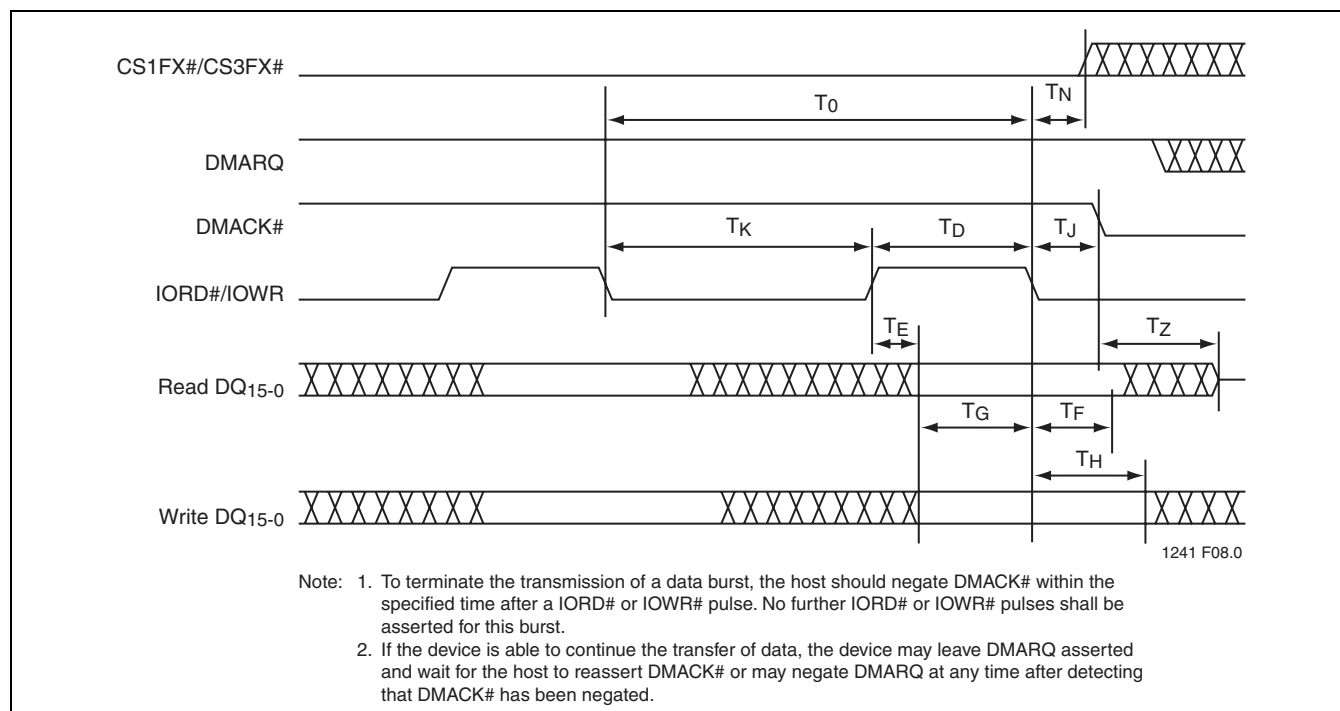 CS1FX#/CS3FX#
TN
T0
DMARQ
DMACK#
TK
TD
TJ
IORD#/IOWR
TE
TZ
Read DQ15-0
TG
TF
TH
Write DQ15-0
1241 F08.0
Note: 1. To terminate the transmission of a data burst, the host should negate DMACK# within the
specified time after a IORD# or IOWR# pulse. No further IORD# or IOWR# pulses shall be
asserted for this burst.
2. If the device is able to continue the transfer of data, the device may leave DMARQ asserted
and wait for the host to reassert DMACK# or may negate DMARQ at any time after detecting
that DMACK# has been negated.